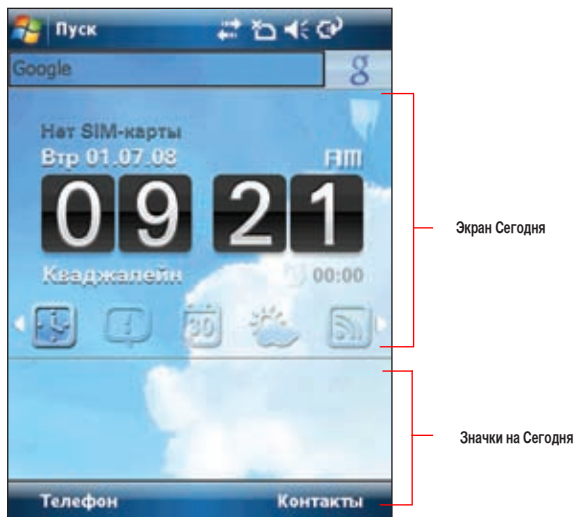 Пуск
Google
g
Нет SIM-карты
Втр 01.07.08
AM
09 21
Кваджалейн
00:00
30
Телефон
Контакты
Экран Сегодня
Значки на Сегодня